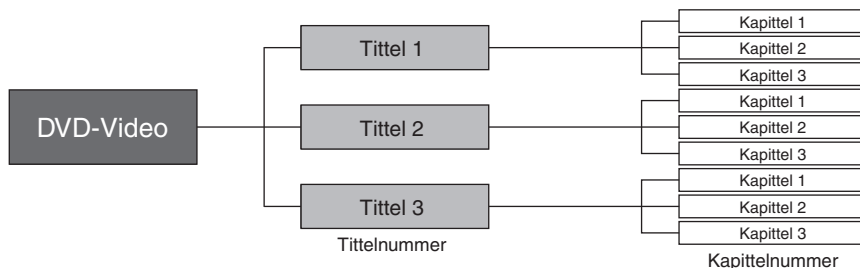 DVD-Video
Tittel 1
Kapittel 1
Kapittel 2
Kapittel 3
Tittel 2
Kapittel 1
Kapittel 2
Kapittel 3
Tittel 3
Kapittel 1
Kapittel 2
Kapittel 3
Tittelnummer
Kapittelnummer